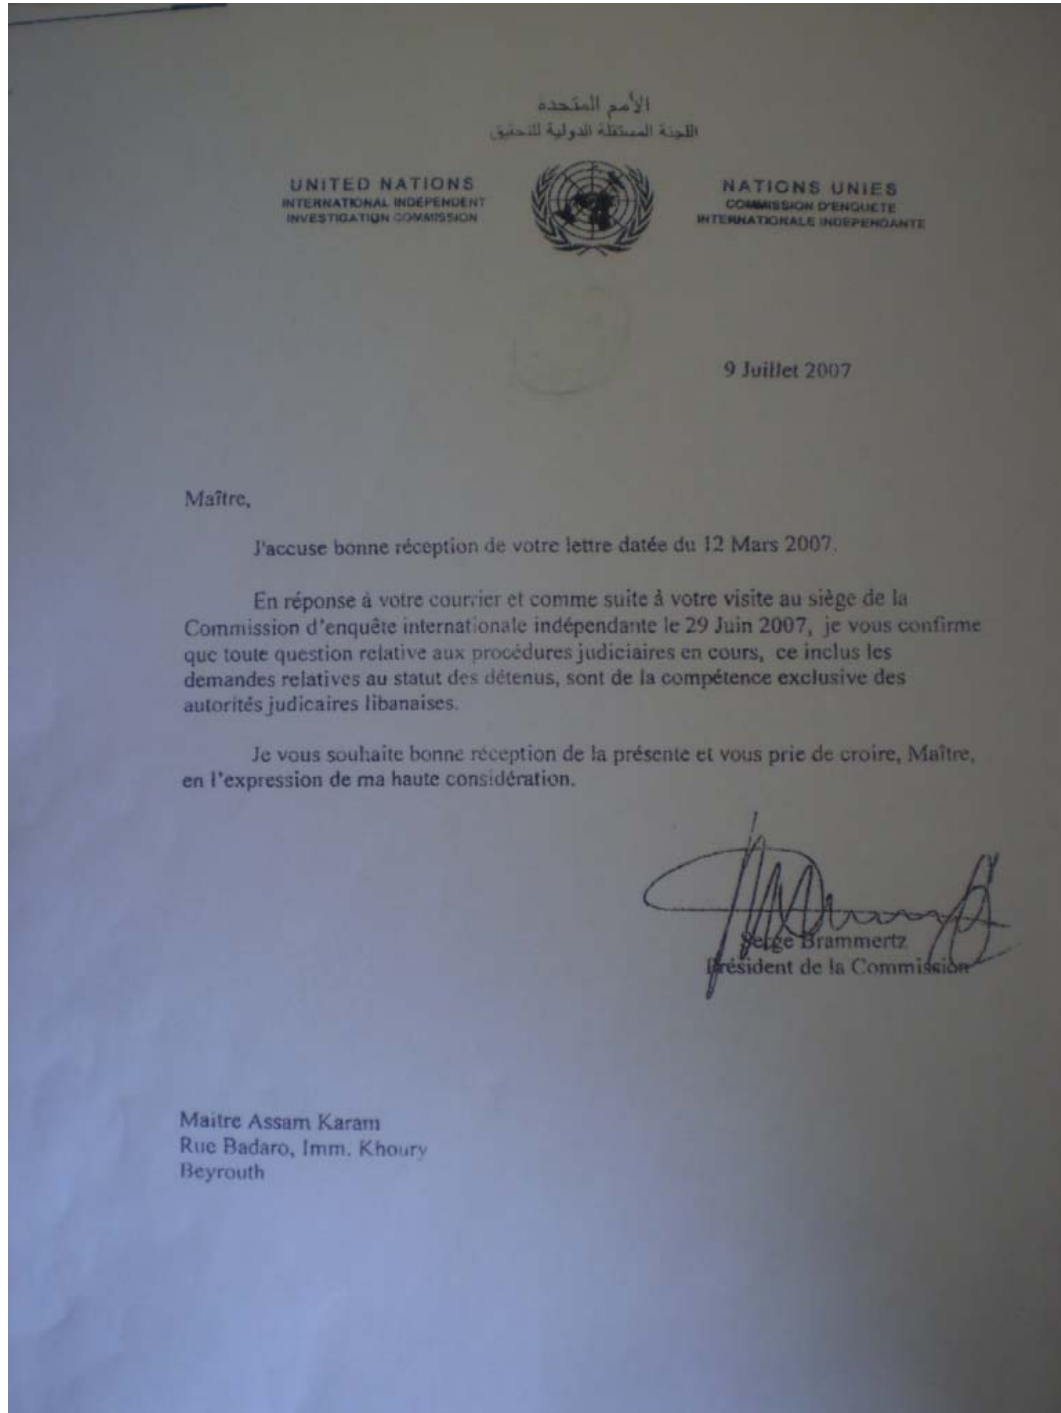 الأمم المتحدة
اللجنة المستقلة الدولية للتحقيق
UNITED NATIONS
INTERNATIONAL INDEPENDENT
INVESTIGATION COMMISSION
NATIONS UNIES
COMMISSION D'ENQUETE
INTERNATIONALE INDEPENDANTE
9 Juillet 2007
Maître,
J'accuse bonne réception de votre lettre datée du 12 Mars 2007.
En réponse à votre courrier et comme suite à votre visite au siège de la
Commission d'enquête internationale indépendante le 29 Juin 2007, je vous confirme
que toute question relative aux procédures judiciaires en cours, ce inclus les
demandes relatives au statut des détenus, sont de la compétence exclusive des
autorités judicaires libanaises.
Je vous souhaite bonne réception de la présente et vous prie de croire, Maître,
en l'expression de ma haute considération.
Serge Brammertz
Président de la Commission
Maitre Assam Karam
Rue Badaro, Imm. Khoury
Beyrouth